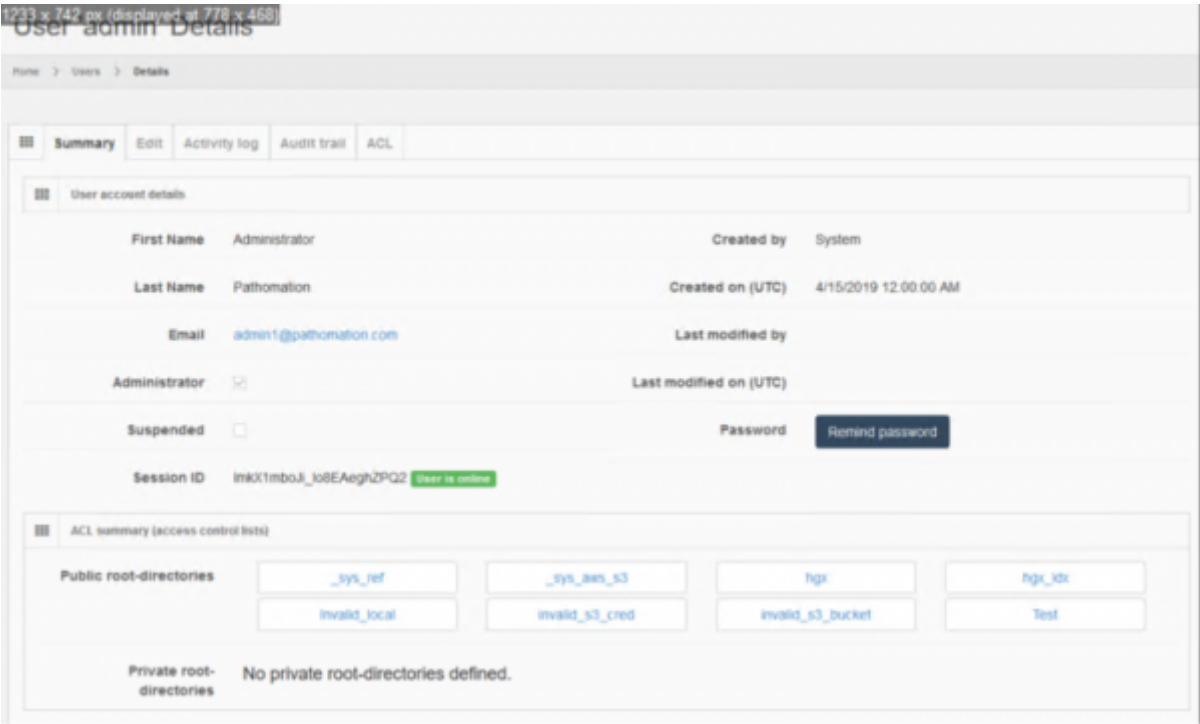 1233 x 742 px (displayed at 778 x 468)
User admin Details
Home > Users > Details
Summary Edit Activity log Audit trail ACL
User account details
First Name Administrator Created by System
Last Name Pathomation Created on (UTC) 4/15/2019 12:00:00 AM
Email admin1@pathomation.com Last modified by
Administrator Last modified on (UTC)
Suspended Password Remind password
Session ID User is online
ACL summary (access control lists)
Public root-directories _sys_ref _sys_aws_s3 hgx hgx_idx
invalid_local invalid_s3_cred invalid_s3_bucket Test
Private root-
directories No private root-directories defined.